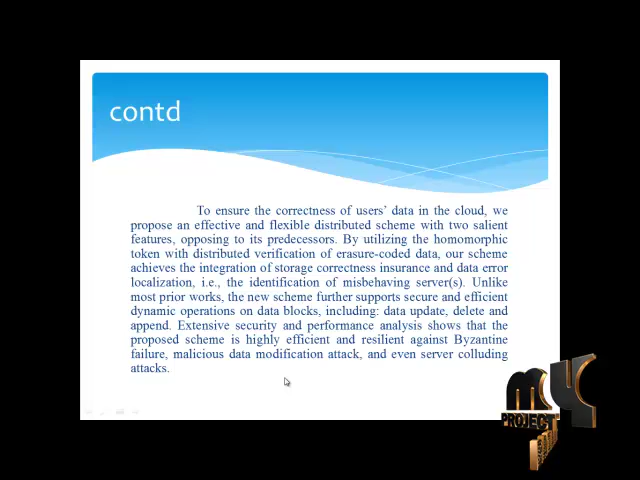 contd
To ensure the correctness of users' data in the cloud, we
propose an effective and flexible distributed scheme with two salient
features, opposing to its predecessors. By utilizing the homomorphic
token with distributed verification of erasure-coded data, our scheme
achieves the integration of storage correctness insurance and data error
localization, i.e., the identification of misbehaving server(s). Unlike
most prior works, the new scheme further supports secure and efficient
dynamic operations on data blocks, including: data update, delete and
append. Extensive security and performance analysis shows that the
proposed scheme is highly efficient and resilient against Byzantine
failure, malicious data modification attack, and even server colluding
attacks.
my
PROJECT